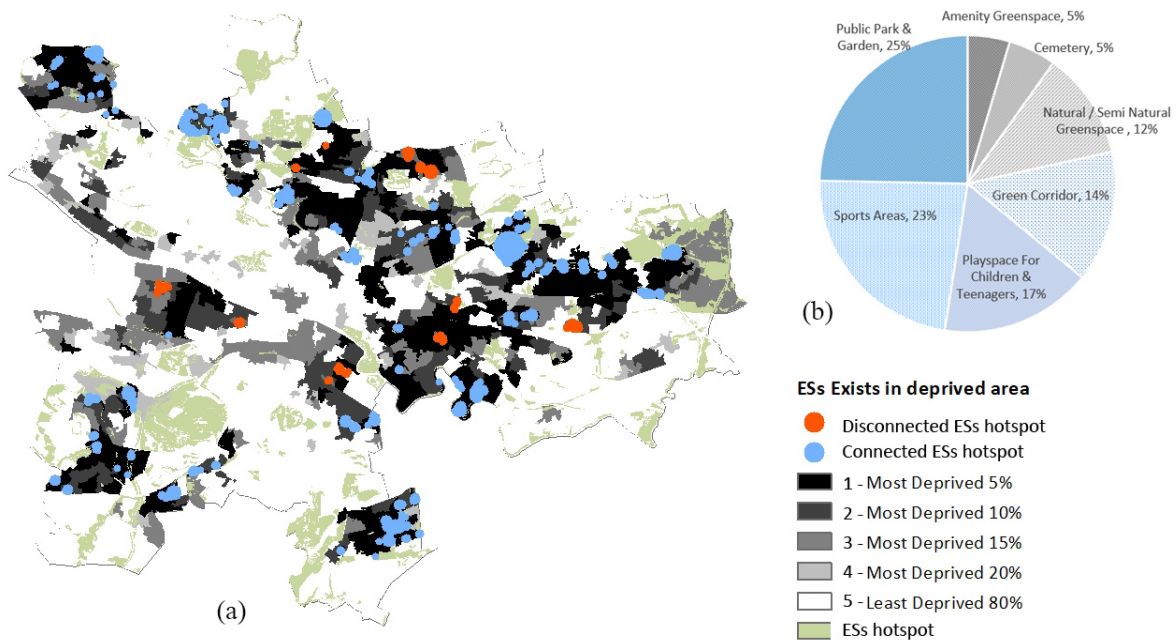 Public Park &
Garden, 25%
Amenity Greenspace, 5%
Cemetery, 5%
Natural / Semi Natural
Greenspace , 12%
Green Corridor, 14%
Sports Areas, 23%
Playspace For
Children &
Teenagers, 17%
(b)
ESs Exists in deprived area
Disconnected ESs hotspot
Connected ESs hotspot
1 - Most Deprived 5%
2 - Most Deprived 10%
3 - Most Deprived 15%
4 - Most Deprived 20%
5 - Least Deprived 80%
ESs hotspot
(a)